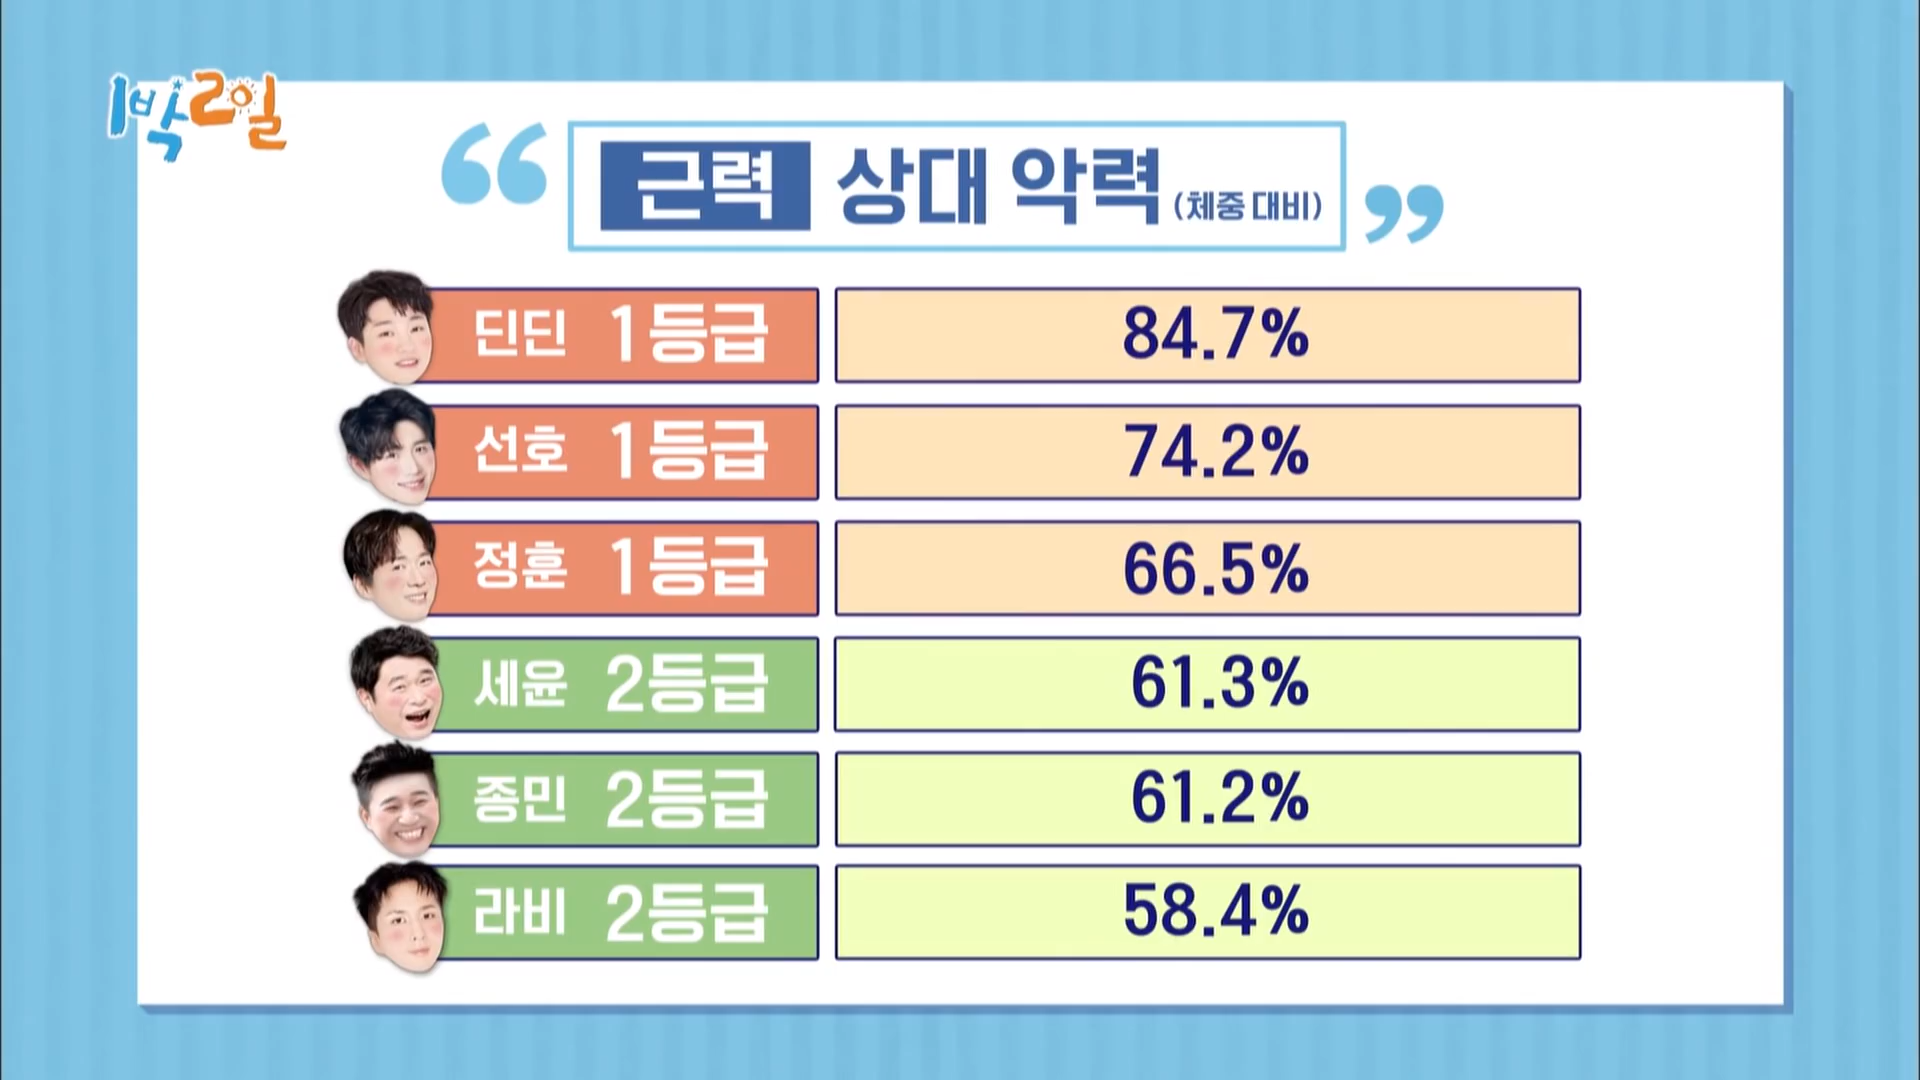 1박2일
“ 근력 상대 악력 (체중 대비) ”
딘딘 1등급 84.7%
선호 1등급 74.2%
정훈 1등급 66.5%
세윤 2등급 61.3%
종민 2등급 61.2%
라비 2등급 58.4%